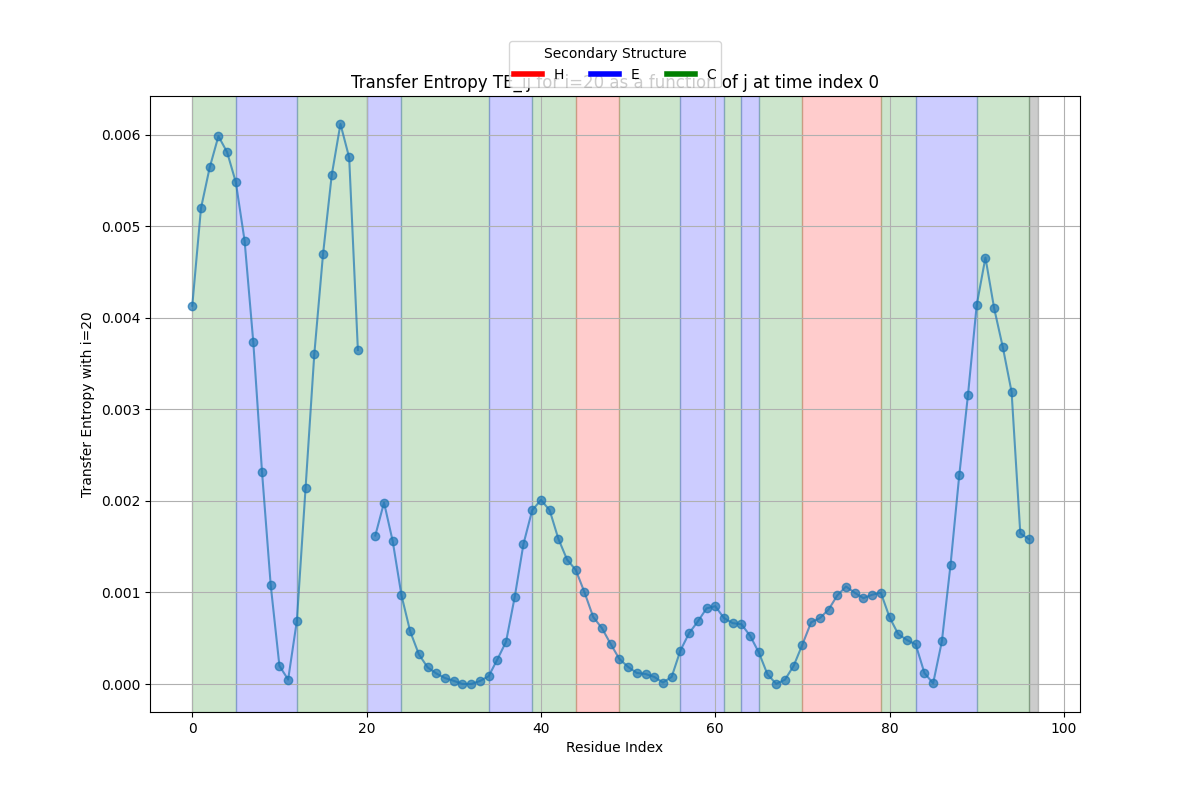 Secondary Structure
H E C
Transfer Entropy TE_ij for i=20 as a function of j at time index 0
Transfer Entropy with i=20
0.006
0.005
0.004
0.003
0.002
0.001
0.000
0 20 40 60 80 100
Residue Index